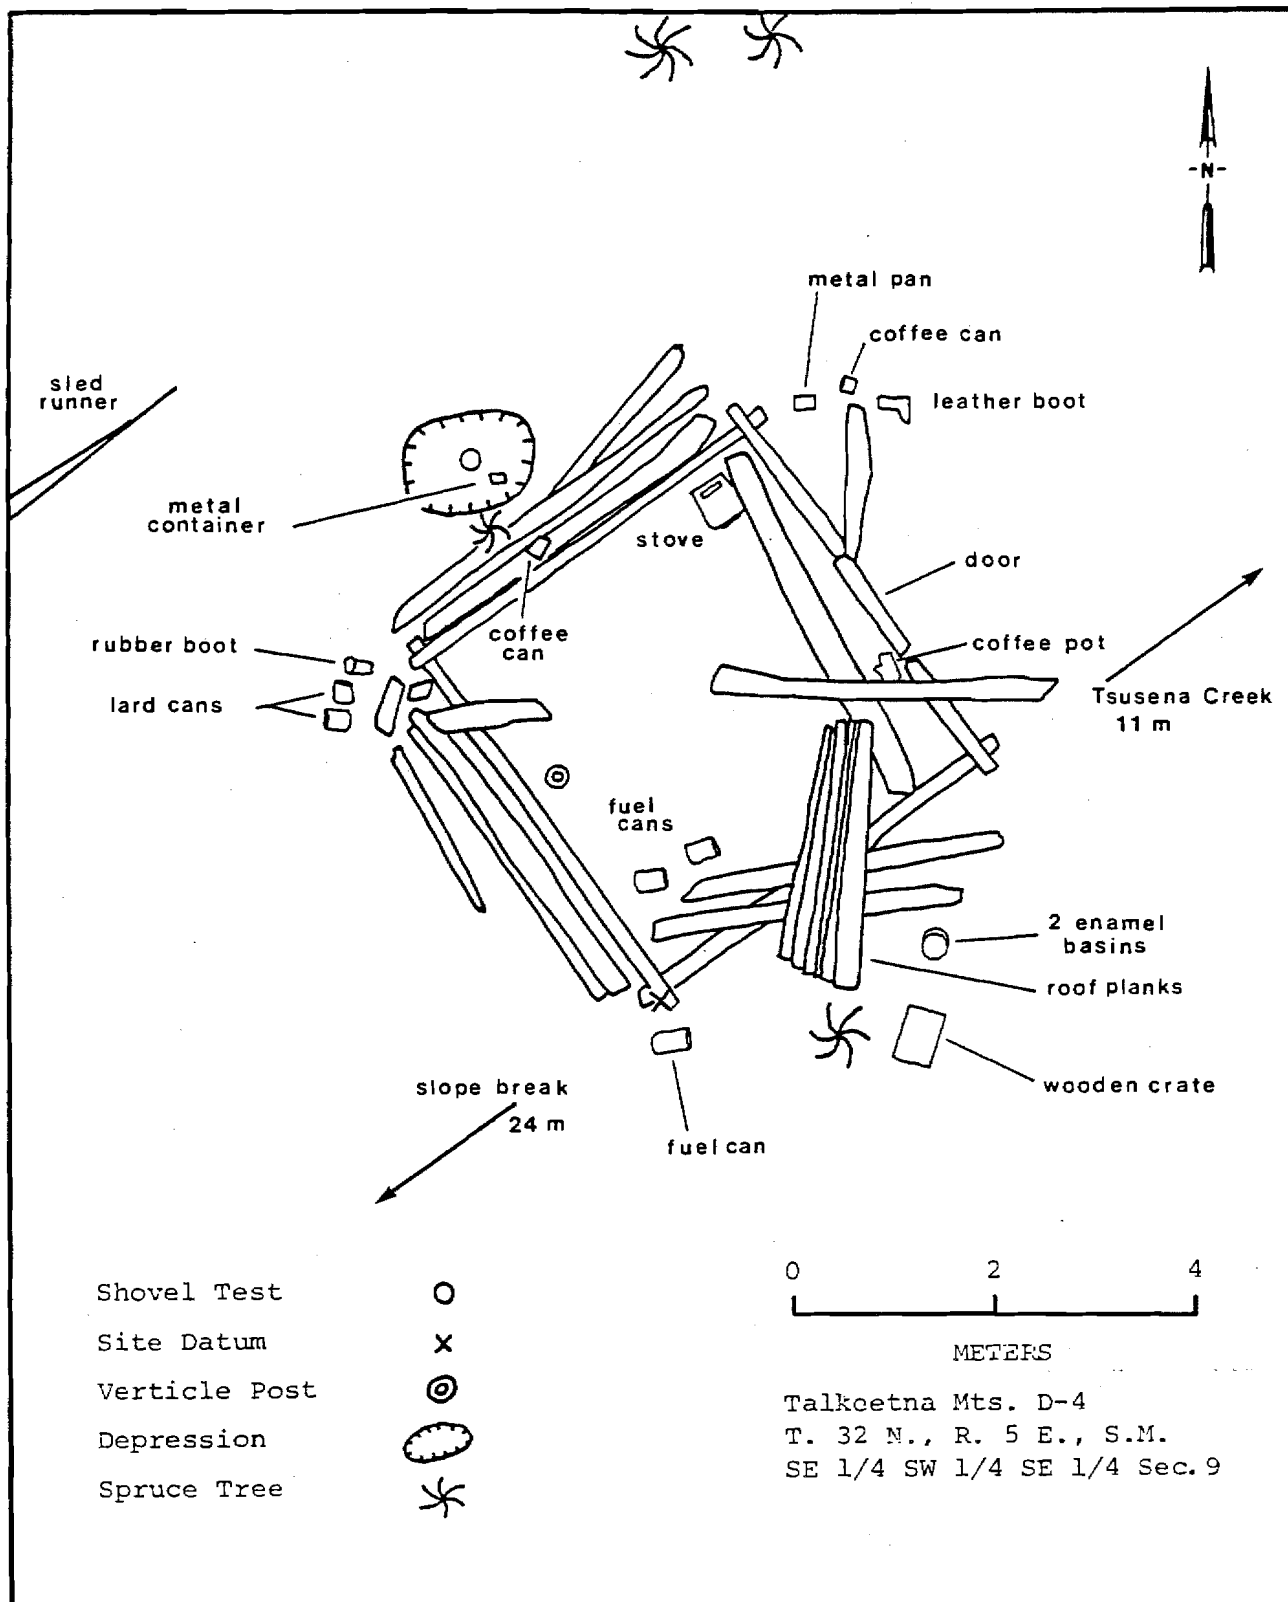 -N-
metal pan
coffee can
leather boot
sled
runner
metal
container
stove
door
coffee
can
rubber boot
coffee pot
lard cans
Tsusena Creek
11 m
fuel
cans
2 enamel
basins
roof planks
slope break
24 m
wooden crate
fuel can
Shovel Test
Site Datum
Verticle Post
Depression
Spruce Tree
0 2 4
METERS
Talkeetna Mts. D-4
T. 32 N., R. 5 E., S.M.
SE 1/4 SW 1/4 SE 1/4 Sec. 9